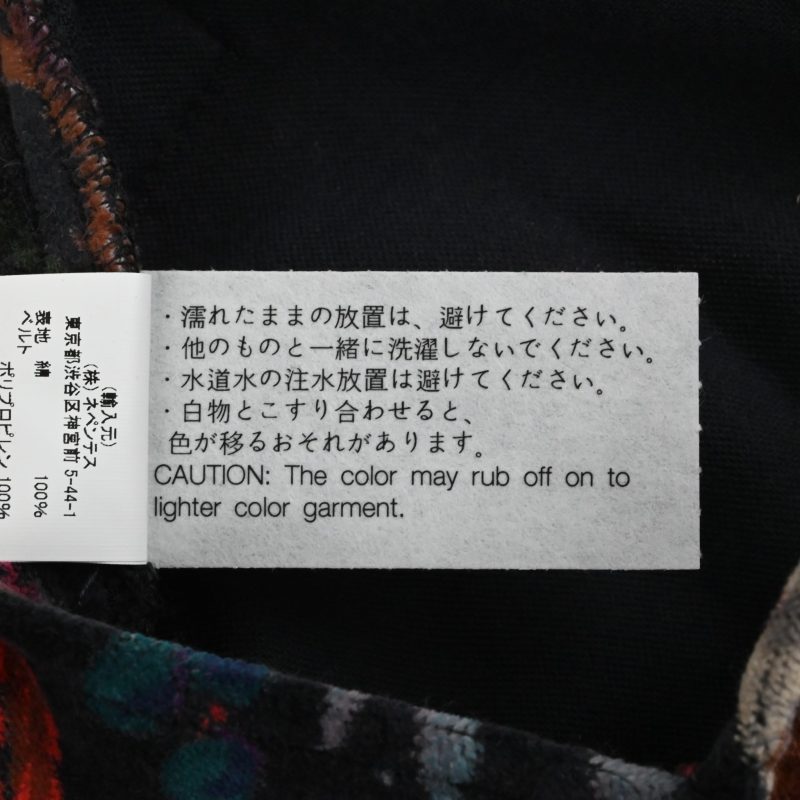 ・濡れたままの放置は、避けてください。
・他のものと一緒に洗濯しないでください。
・水道水の注水放置は避けてください。
・白物とこすり合わせると、
色が移るおそれがあります。
CAUTION: The color may rub off on to
lighter color garment.
(輸入元)
(株)ネペンテス
東京都渋谷区神宮前 5-44-1
表地 綿 100%
ベルト
ポリプロピレン 100%